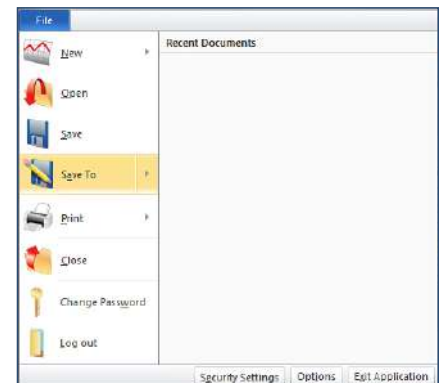 File
New
Recent Documents
Open
Save
Save To
Print
Close
Change Password
Log out
Security Settings Options Exit Application